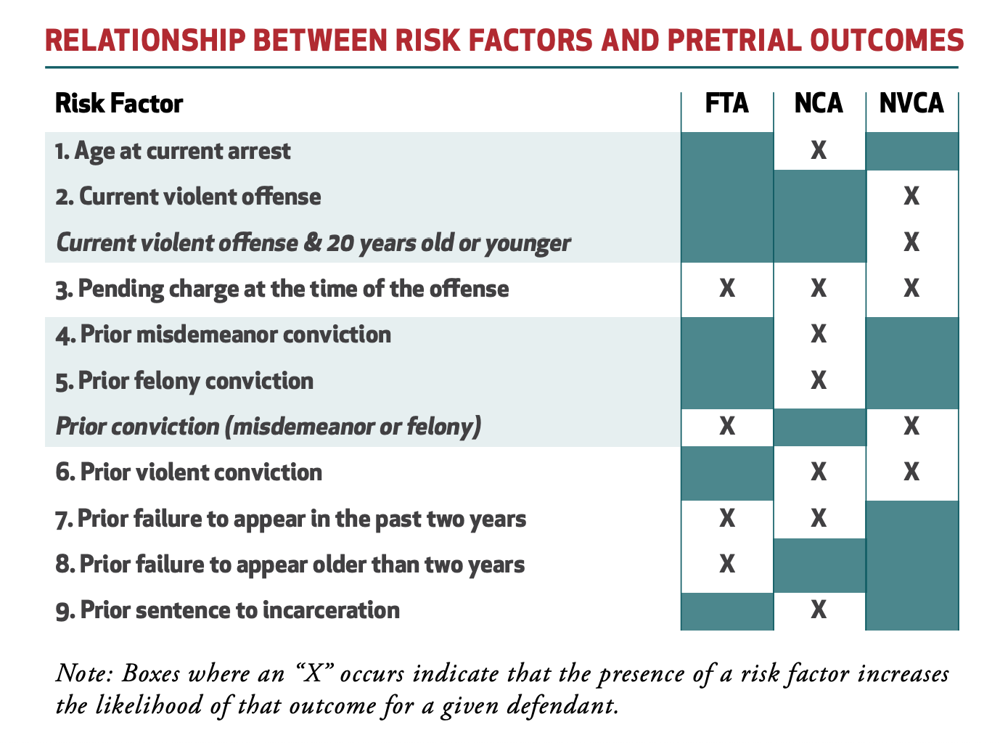 RELATIONSHIP BETWEEN RISK FACTORS AND PRETRIAL OUTCOMES
Risk Factor FTA NCA NVCA
1. Age at current arrest X
2. Current violent offense X
Current violent offense & 20 years old or younger X
3. Pending charge at the time of the offense X X X
4. Prior misdemeanor conviction X
5. Prior felony conviction X
Prior conviction (misdemeanor or felony) X X
6. Prior violent conviction X X
7. Prior failure to appear in the past two years X X
8. Prior failure to appear older than two years X
9. Prior sentence to incarceration X
Note: Boxes where an “X” occurs indicate that the presence of a risk factor increases
the likelihood of that outcome for a given defendant.